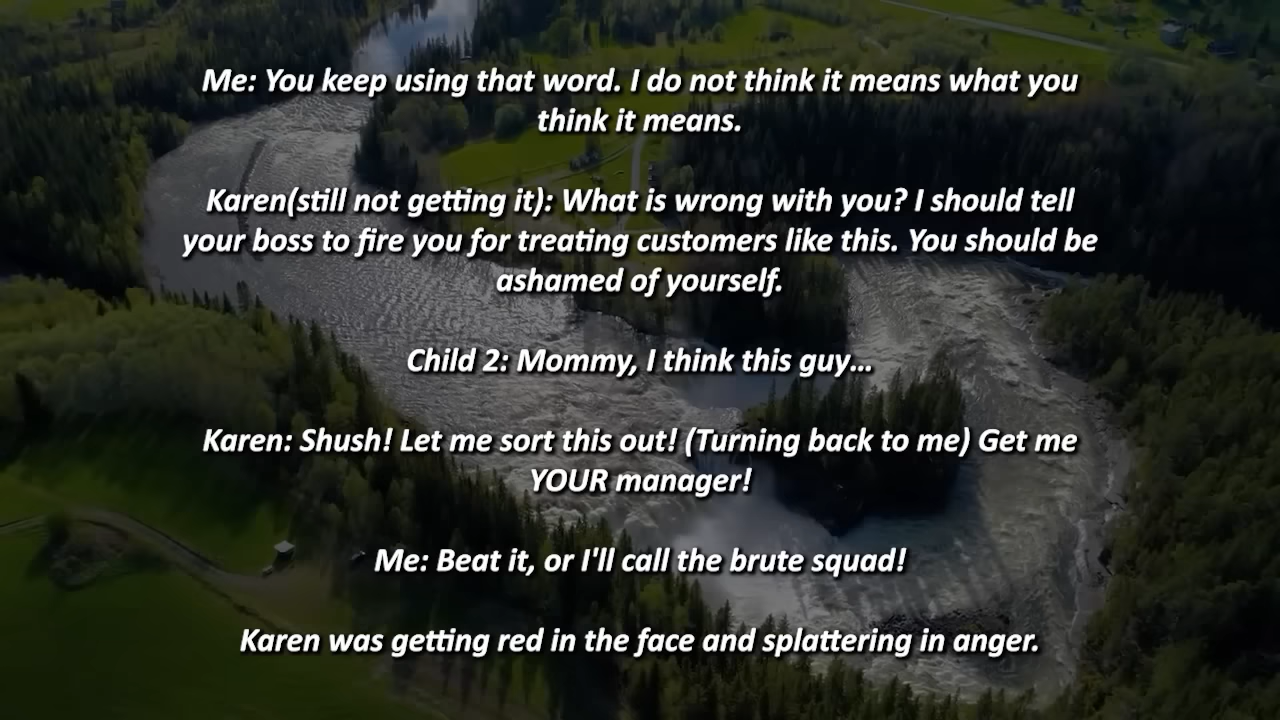 Me: You keep using that word. I do not think it means what you
think it means.
Karen(still not getting it): What is wrong with you? I should tell
your boss to fire you for treating customers like this. You should be
ashamed of yourself.
Child 2: Mommy, I think this guy...
Karen: Shush! Let me sort this out! (Turning back to me) Get me
YOUR manager!
Me: Beat it, or I'll call the brute squad!
Karen was getting red in the face and splattering in anger.